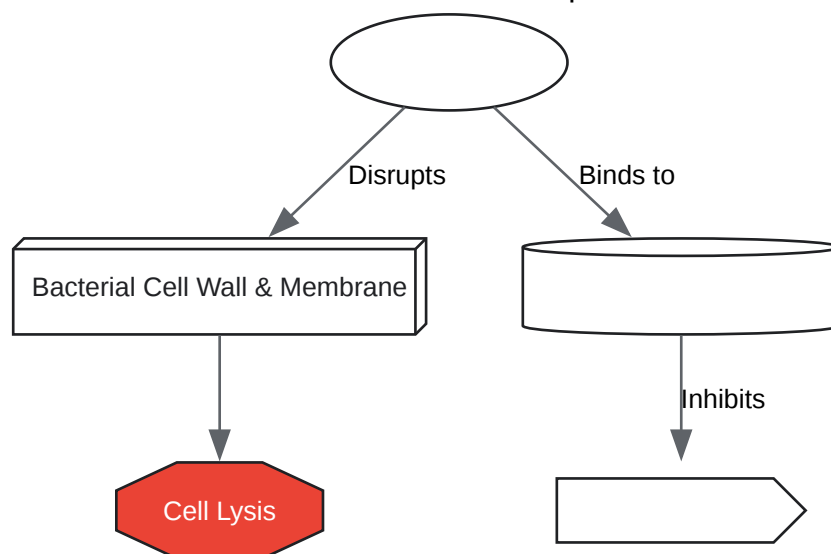 Disrupts
Binds to
Bacterial Cell Wall & Membrane
Inhibits
Cell Lysis